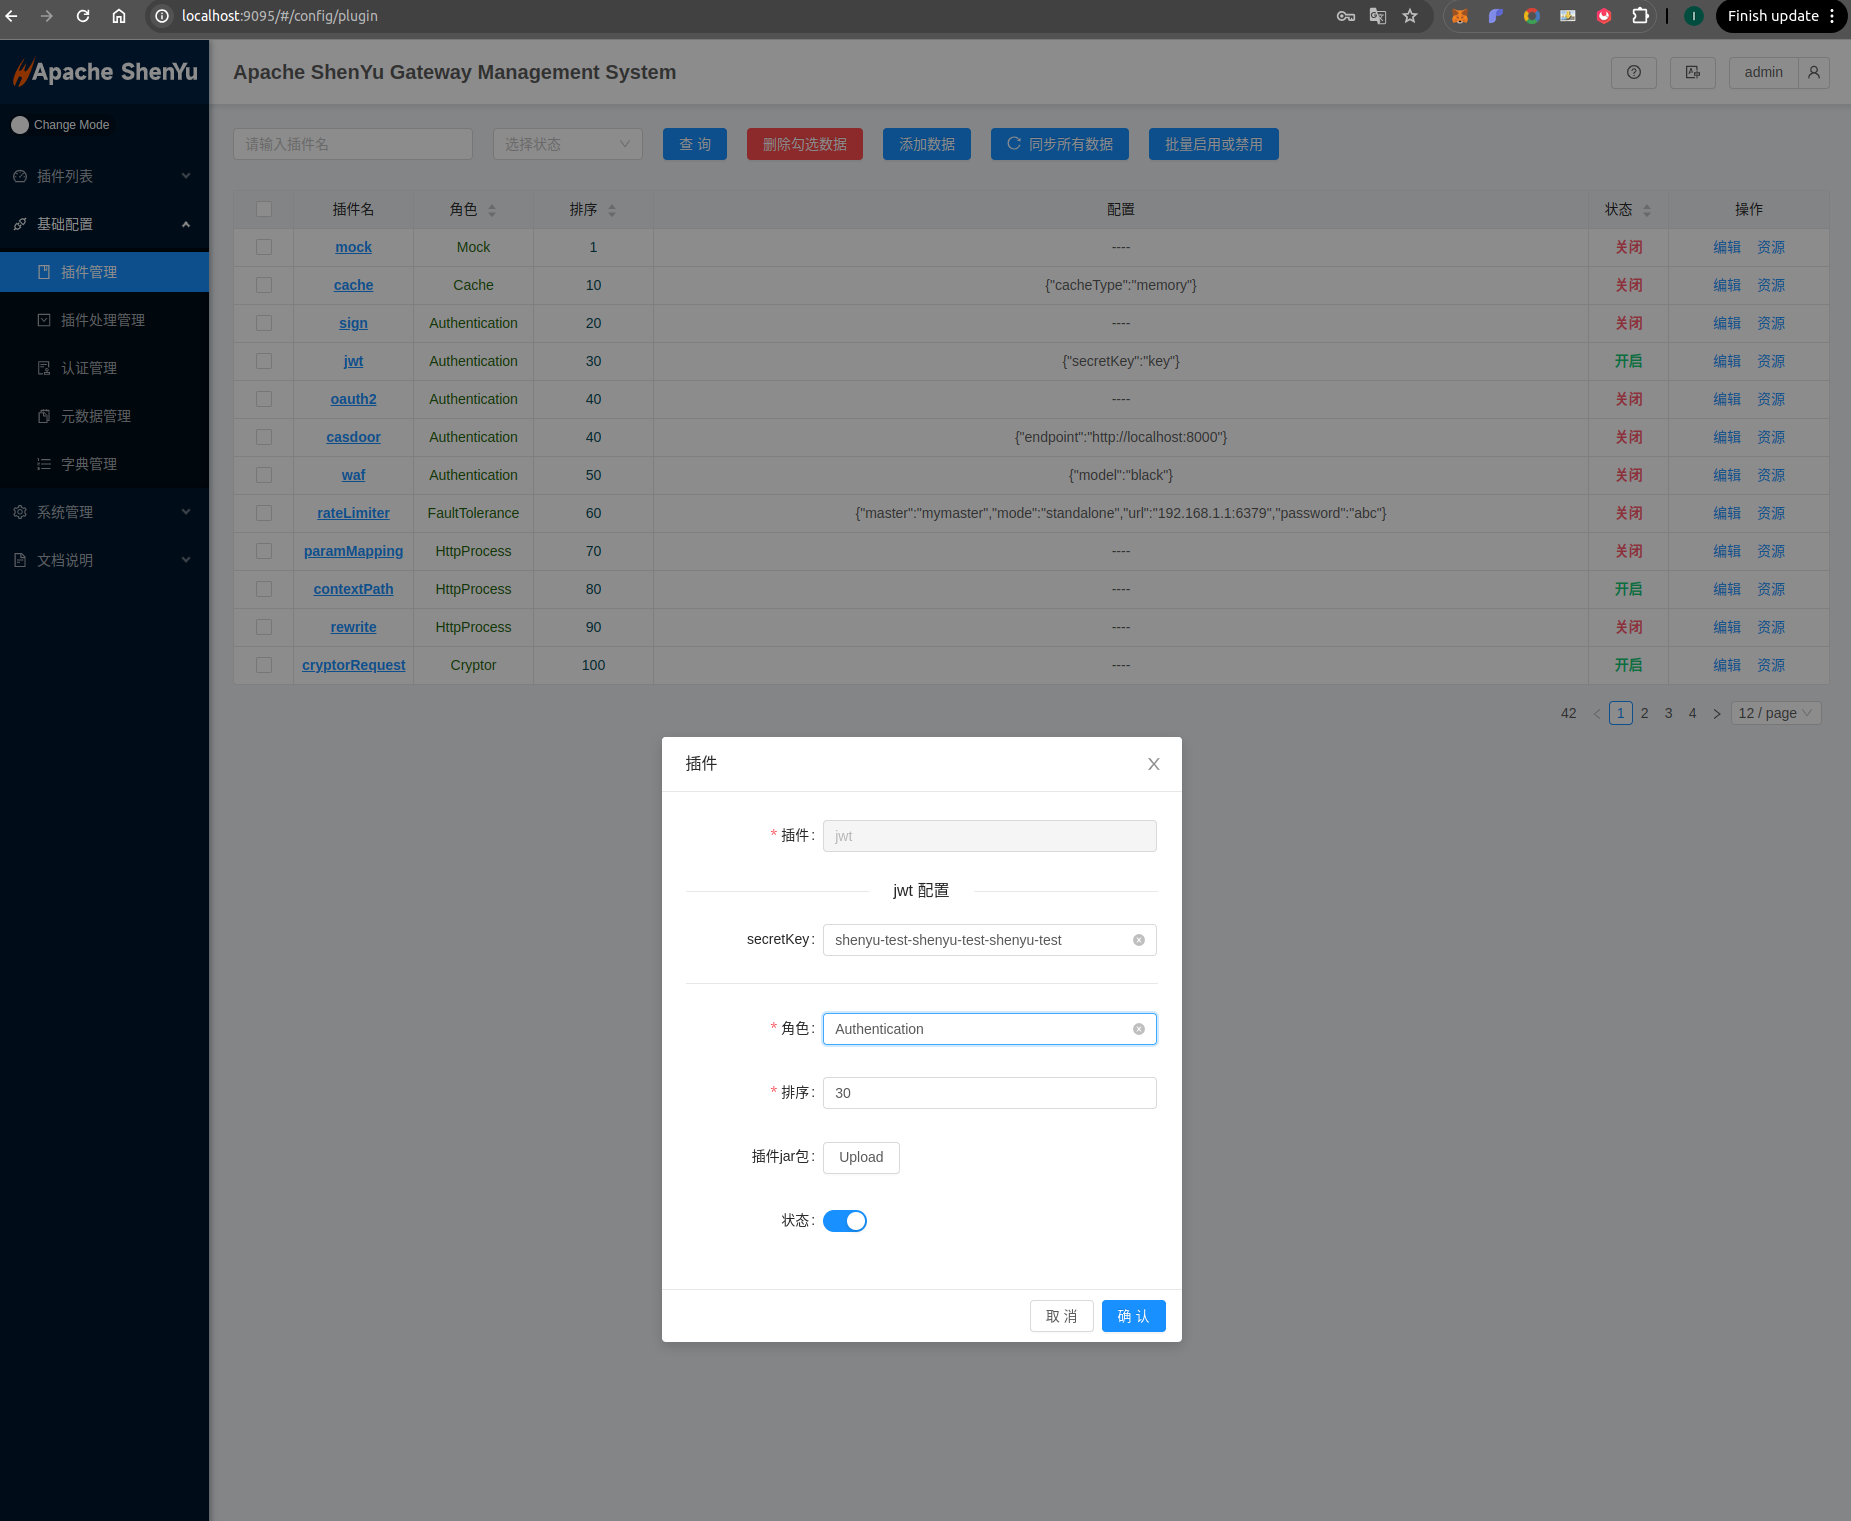 localhost:9095/#/config/plugin
I
Finish update
Apache ShenYu
Apache ShenYu Gateway Management System
admin
Change Mode
插件列表
基础配置
插件管理
插件处理管理
认证管理
元数据管理
字典管理
系统管理
文档说明
请输入插件名 选择状态 查 询 删除勾选数据 添加数据 同步所有数据 批量启用或禁用
插件名 角色 排序 配置 状态 操作
mock Mock 1 ---- 关闭 编辑 资源
cache Cache 10 {"cacheType":"memory"} 关闭 编辑 资源
sign Authentication 20 ---- 关闭 编辑 资源
jwt Authentication 30 {"secretKey":"key"} 开启 编辑 资源
oauth2 Authentication 40 ---- 关闭 编辑 资源
casdoor Authentication 40 {"endpoint":"http://localhost:8000"} 关闭 编辑 资源
waf Authentication 50 {"model":"black"} 关闭 编辑 资源
rateLimiter FaultTolerance 60 {"master":"mymaster","mode":"standalone","url":"192.168.1.1:6379","password":"abc"} 关闭 编辑 资源
paramMapping HttpProcess 70 ---- 关闭 编辑 资源
contextPath HttpProcess 80 ---- 开启 编辑 资源
rewrite HttpProcess 90 ---- 关闭 编辑 资源
cryptorRequest Cryptor 100 ---- 开启 编辑 资源
42 < 1 2 3 4 > 12 / page
插件 X
* 插件: jwt
jwt 配置
secretKey: shenyu-test-shenyu-test-shenyu-test
* 角色: Authentication
* 排序: 30
插件jar包: Upload
状态:
取 消 确 认